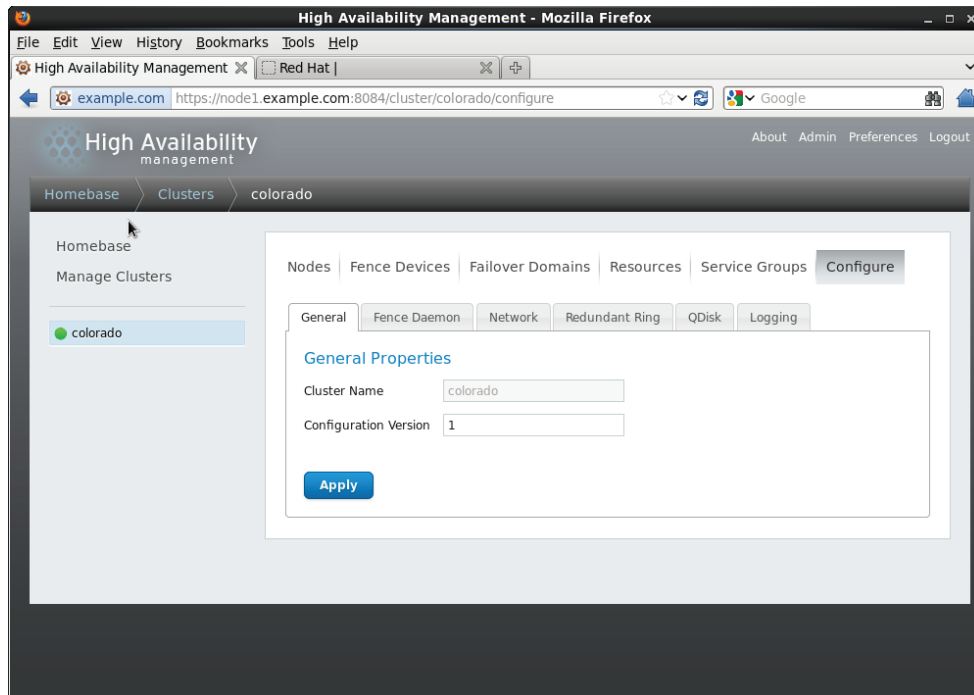 High Availability Management - Mozilla Firefox
File Edit View History Bookmarks Tools Help
High Availability Management Red Hat |
example.com https://node1.example.com:8084/cluster/colorado/configure Google
High Availability
management
About Admin Preferences Logout
Homebase Clusters colorado
Homebase
Manage Clusters
colorado
Nodes Fence Devices Failover Domains Resources Service Groups Configure
General Fence Daemon Network Redundant Ring QDisk Logging
General Properties
Cluster Name colorado
Configuration Version 1
Apply